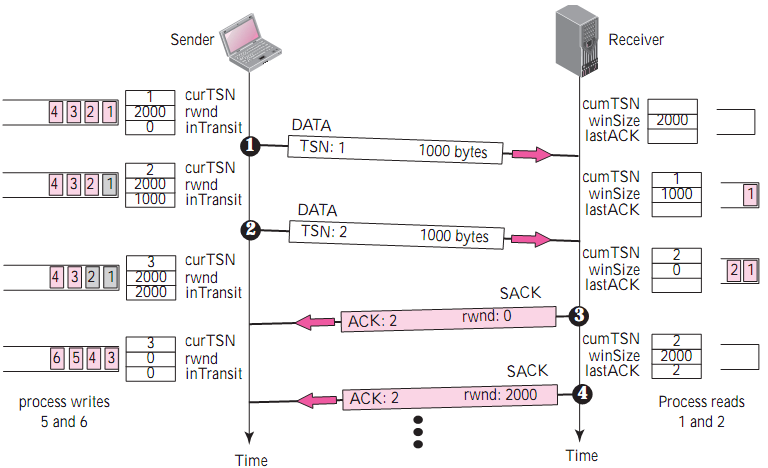 Sender
Receiver
4 3 2 1
1 curTSN
2000 rwnd
0 inTransit
cumTSN
winSize 2000
lastACK
DATA
1 TSN: 1 1000 bytes
4 3 2 1
2 curTSN
2000 rwnd
1000 inTransit
cumTSN 1
winSize 1000
lastACK
1
DATA
2 TSN: 2 1000 bytes
4 3 2 1
3 curTSN
2000 rwnd
2000 inTransit
cumTSN 2
winSize 0
lastACK
2 1
SACK
ACK: 2 rwnd: 0 3
6 5 4 3
3 curTSN
0 rwnd
0 inTransit
cumTSN 2
winSize 2000
lastACK 2
SACK
ACK: 2 rwnd: 2000 4
process writes
5 and 6
Process reads
1 and 2
Time
Time